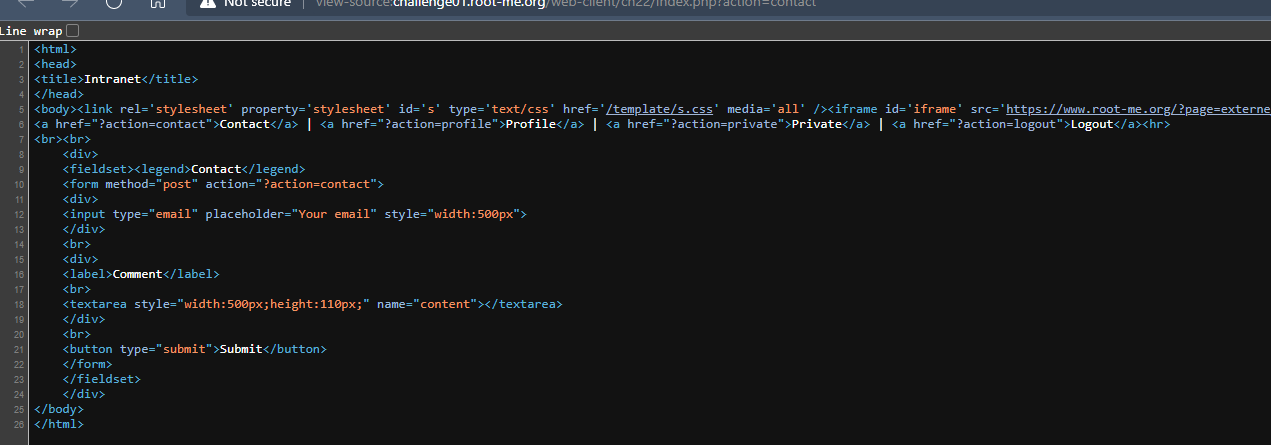 Not secure | view-source:challenge01.root-me.org/web-client/ch22/index.php?action=contact
Line wrap
1 <html>
2 <head>
3 <title>Intranet</title>
4 </head>
5 <body><link rel='stylesheet' property='stylesheet' id='s' type='text/css' href='/template/s.css' media='all' /><iframe id='iframe' src='https://www.root-me.org/?page=externe
6 <a href="?action=contact">Contact</a> | <a href="?action=profile">Profile</a> | <a href="?action=private">Private</a> | <a href="?action=logout">Logout</a><hr>
7 <br><br>
8 <div>
9 <fieldset><legend>Contact</legend>
10 <form method="post" action="?action=contact">
11 <div>
12 <input type="email" placeholder="Your email" style="width:500px">
13 </div>
14 <br>
15 <div>
16 <label>Comment</label>
17 <br>
18 <textarea style="width:500px;height:110px;" name="content"></textarea>
19 </div>
20 <br>
21 <button type="submit">Submit</button>
22 </form>
23 </fieldset>
24 </div>
25 </body>
26 </html>